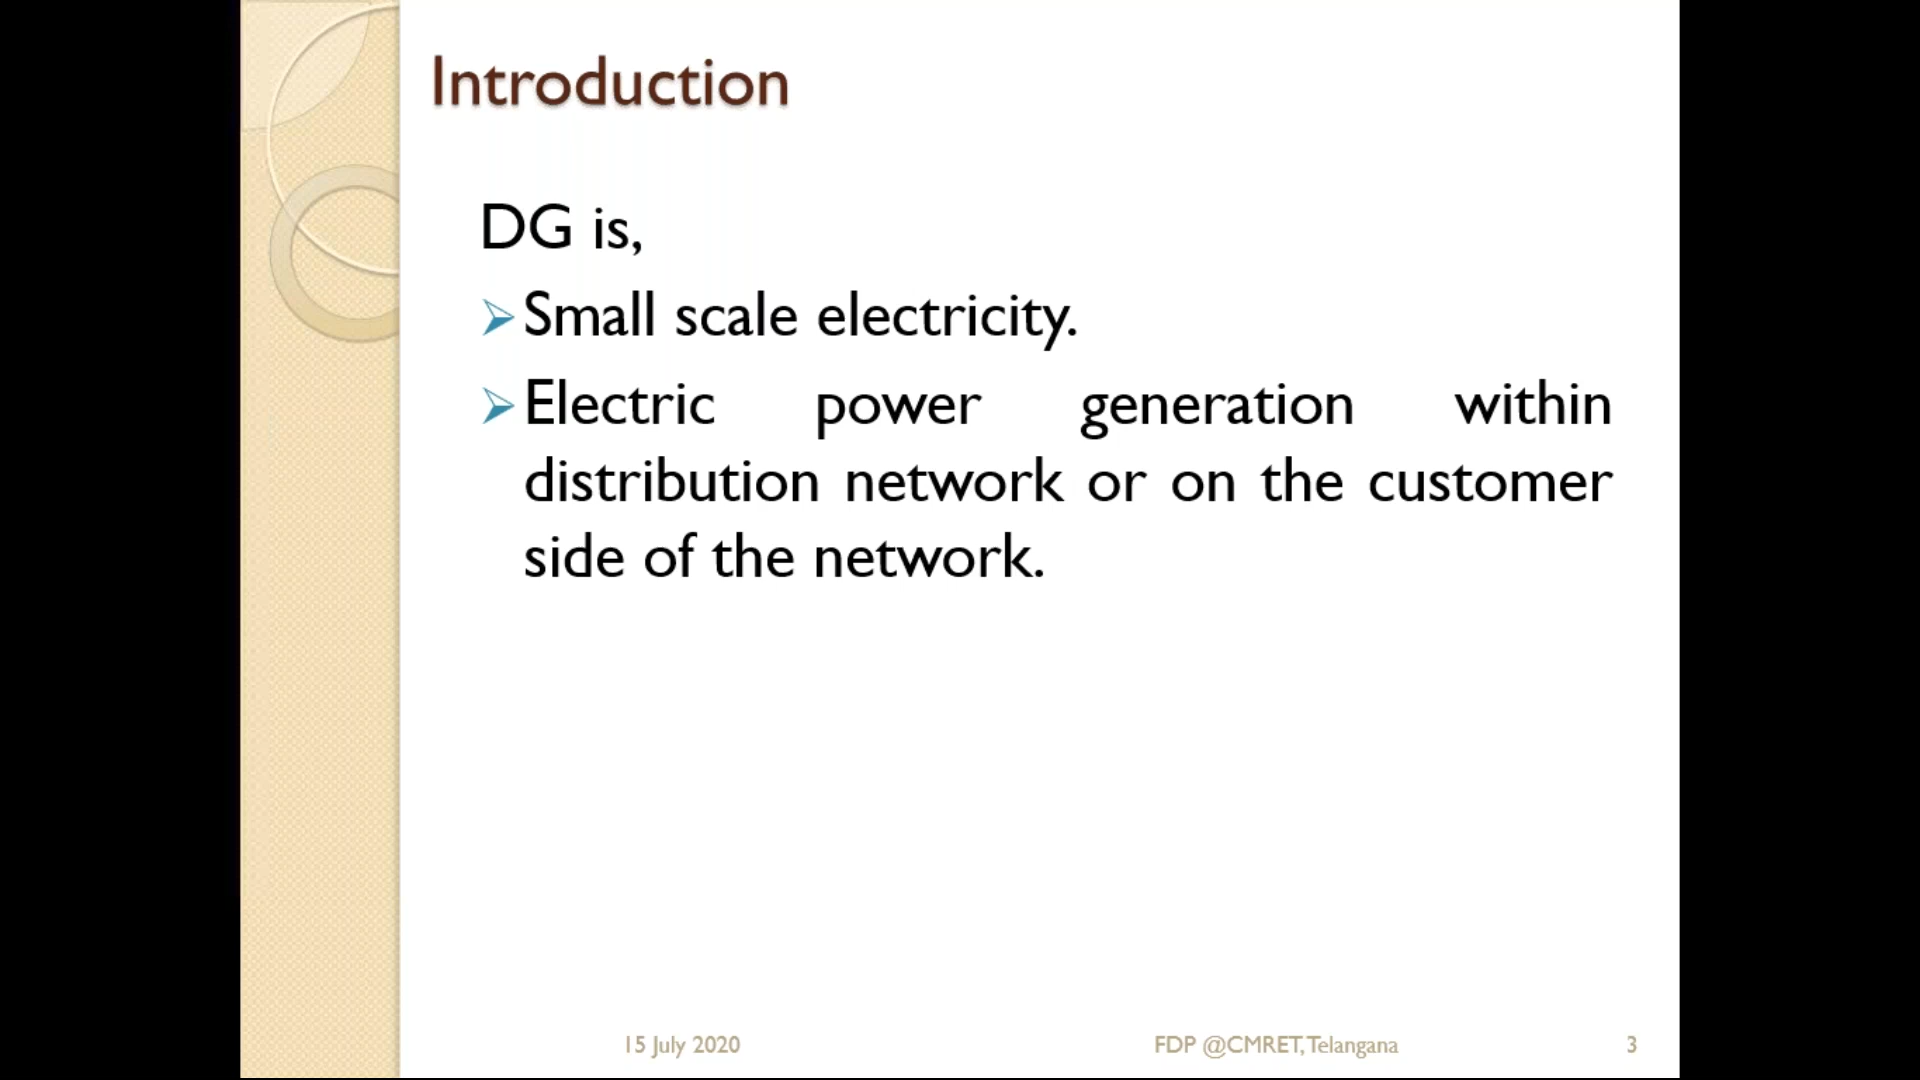 Introduction
DG is,
Small scale electricity.
Electric power generation within
distribution network or on the customer
side of the network.
15 July 2020
FDP @CMRET, Telangana
3